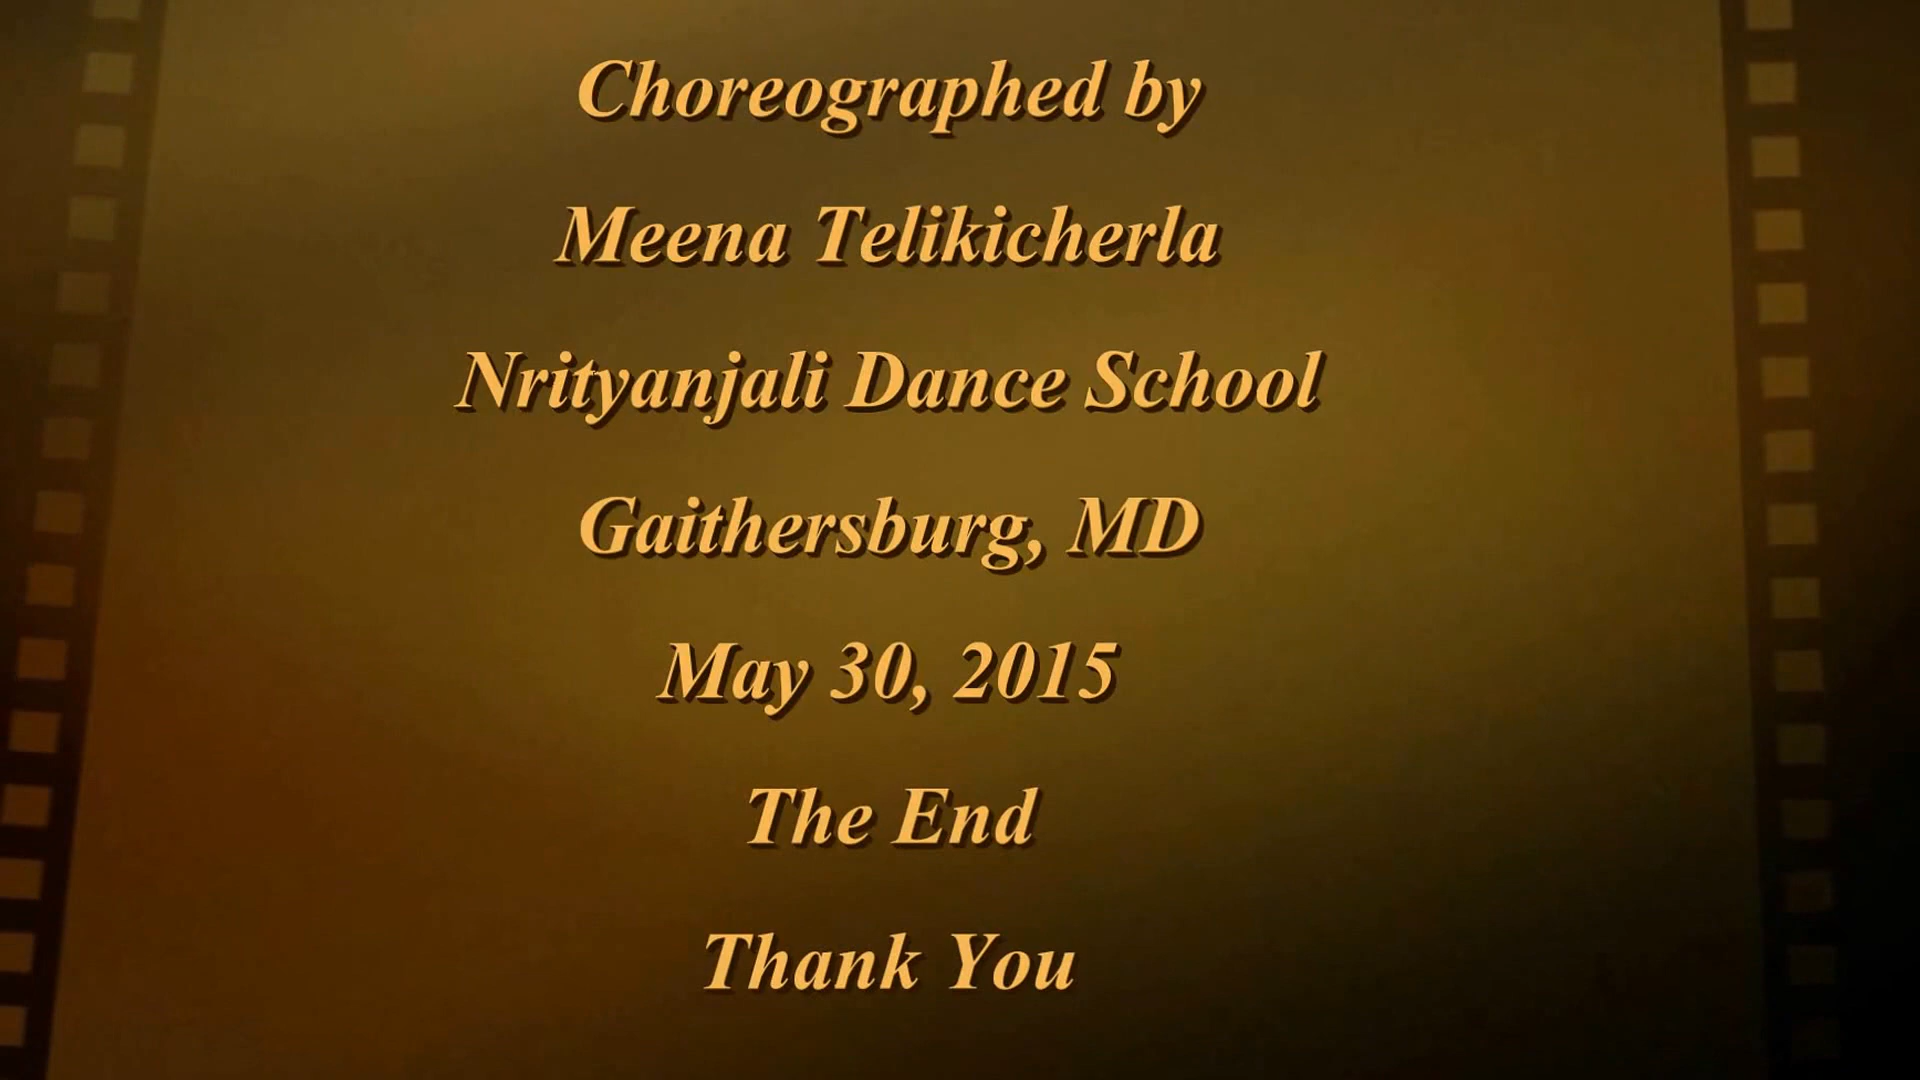 Choreographed by
Meena Telikicherla
Nrityanjali Dance School
Gaithersburg, MD
May 30, 2015
The End
Thank You